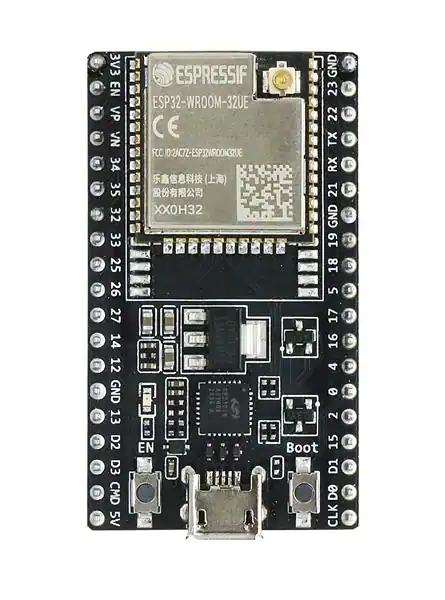 3V3
EN
VP
VN
34
35
32
33
25
26
27
14
12
GND
13
D2
D3
CMD
5V
ESPRESSIF
ESP32-WROOM-32UE
CE
FCC ID:2AC7Z-ESP32WROOM32UE
乐鑫信息科技(上海)
股份有限公司
XX0H32
EN
Boot
GND
23
22
TX
RX
21
GND
19
18
5
17
16
4
0
2
15
D1
D0
CLK